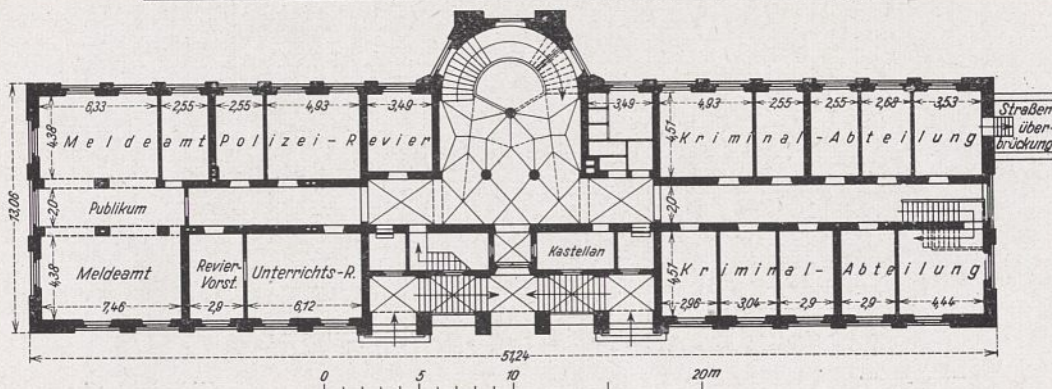 6,33 2,55 2,55 4,93 3,49 3,49 4,93 2,55 2,55 2,68 3,53
4,38 Meldeamt Polizei-Revier 4,51 Kriminal-Abteilung
Straßen
über-
brückung
13,06
2,0 Publikum 2,0
4,38 Meldeamt
Revier-
Vorst.
Unterrichts-R.
Kastellan
4,51 Kriminal-Abteilung
7,46 2,9 6,12 2,96 3,04 2,9 2,9 4,44
51,24
0 5 10 20m